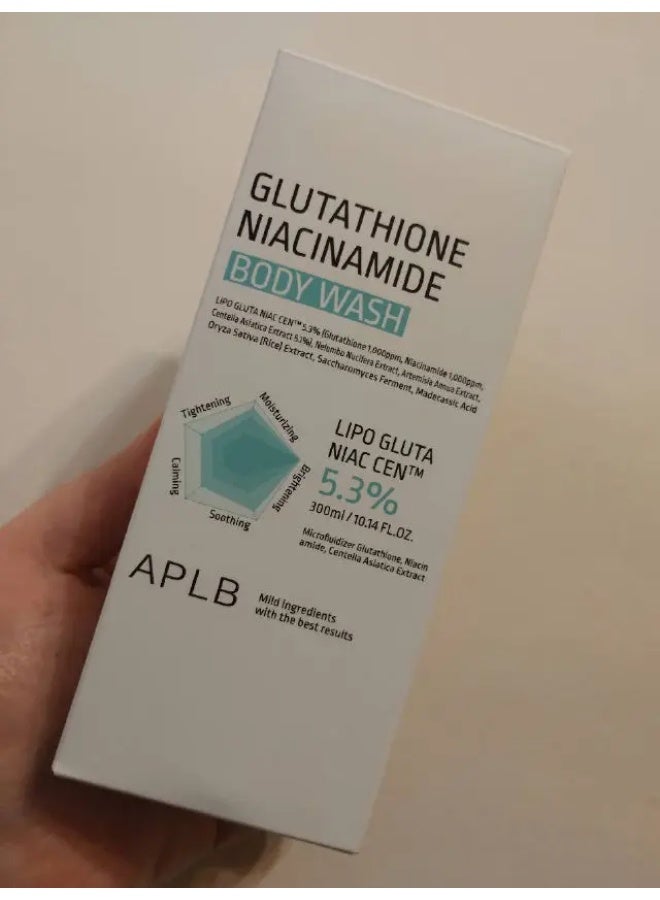 GLUTATHIONE
NIACINAMIDE
BODY WASH
LIPO GLUTA NIAC CEN™ 5.3% (Glutathione 1,000ppm, Niacinamide 1,000ppm,
Centella Asiatica Extract 5.1%), Nelumbo Nucifera Extract, Artemisia Annua Extract,
Oryza Sativa (Rice) Extract, Saccharomyces Ferment, Madecassic Acid
Tightening
Moisturizing
Calming
Brightening
Soothing
LIPO GLUTA
NIAC CEN™
5.3%
300ml / 10.14 FL.OZ.
Microfluidizer Glutathione, Niacin
amide, Centella Asiatica Extract
APLB
Mild ingredients
with the best results